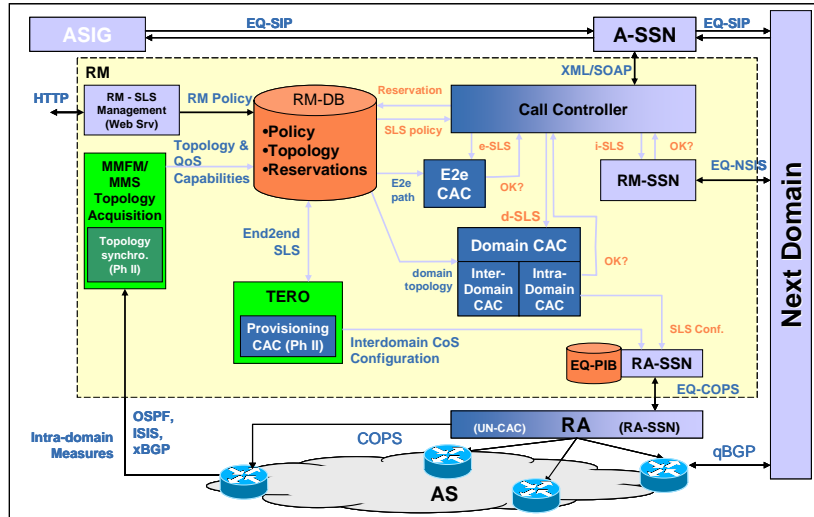 EQ-SIP
EQ-SIP
ASIG
A-SSN
XML/SOAP
RM
HTTP
RM - SLS
Management
(Web Srv)
RM Policy
RM-DB
•Policy
•Topology
•Reservations
Reservation
SLS policy
Call Controller
Topology &
QoS
Capabilities
e-SLS
i-SLS
OK?
MMFM/
MMS
Topology
Acquisition
Topology
synchro.
(Ph II)
E2e
path
E2e
CAC
OK?
RM-SSN
EQ-NSIS
Next Domain
d-SLS
End2end
SLS
Domain CAC
Inter-
Domain
CAC
Intra-
Domain
CAC
OK?
domain
topology
TERO
Provisioning
CAC (Ph II)
Interdomain CoS
Configuration
SLS Conf.
EQ-PIB
RA-SSN
EQ-COPS
OSPF,
ISIS,
xBGP
Intra-domain
Measures
COPS
(UN-CAC)
RA
(RA-SSN)
qBGP
AS